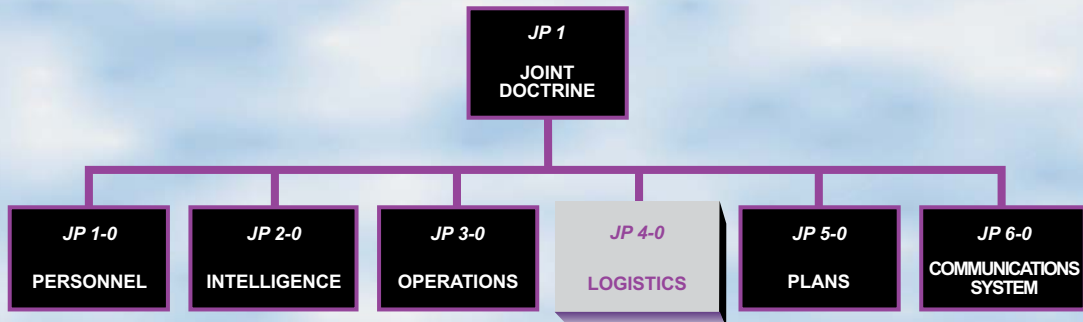 JP 1
JOINT
DOCTRINE
JP 1-0
PERSONNEL
JP 2-0
INTELLIGENCE
JP 3-0
OPERATIONS
JP 4-0
LOGISTICS
JP 5-0
PLANS
JP 6-0
COMMUNICATIONS
SYSTEM